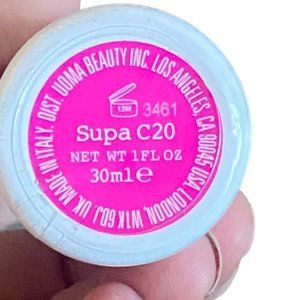 DIST. UOMA BEAUTY INC. LOS ANGELES, CA 90045 USA. LONDON, W1K 6DJ. UK. MADE IN ITALY.
12M 3461
Supa C20
NET WT 1FL OZ
30ml e